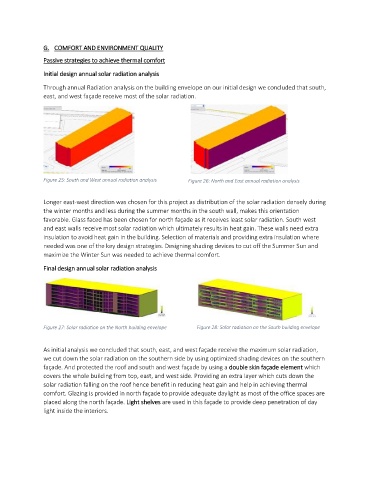 G. COMFORT AND ENVIRONMENT QUALITY
Passive strategies to achieve thermal comfort
Initial design annual solar radiation analysis
Through annual Radiation analysis on the building envelope on our initial design we concluded that south,
east, and west façade receive most of the solar radiation.
Figure 25: South and West annual radiation analysis
Figure 26: North and East annual radiation analysis
Longer east-west direction was chosen for this project as distribution of the solar radiation densely during
the winter months and less during the summer months in the south wall, makes this orientation
favorable. Glass faced has been chosen for north façade as it receives least solar radiation. South west
and east walls receive most solar radiation which ultimately results in heat gain. These walls need extra
insulation to avoid heat gain in the building. Selection of materials and providing extra insulation where
needed was one of the key design strategies. Designing shading devices to cut off the Summer Sun and
maximize the Winter Sun was needed to achieve thermal comfort.
Final design annual solar radiation analysis
Figure 27: Solar radiation on the North building envelope
Figure 28: Solar radiation on the South building envelope
As initial analysis we concluded that south, east, and west façade receive the maximum solar radiation,
we cut down the solar radiation on the southern side by using optimized shading devices on the southern
façade. And protected the roof and south and west façade by using a double skin façade element which
covers the whole building from top, east, and west side. Providing an extra layer which cuts down the
solar radiation falling on the roof hence benefit in reducing heat gain and help in achieving thermal
comfort. Glazing is provided in north façade to provide adequate daylight as most of the office spaces are
placed along the north façade. Light shelves are used in this façade to provide deep penetration of day
light inside the interiors.